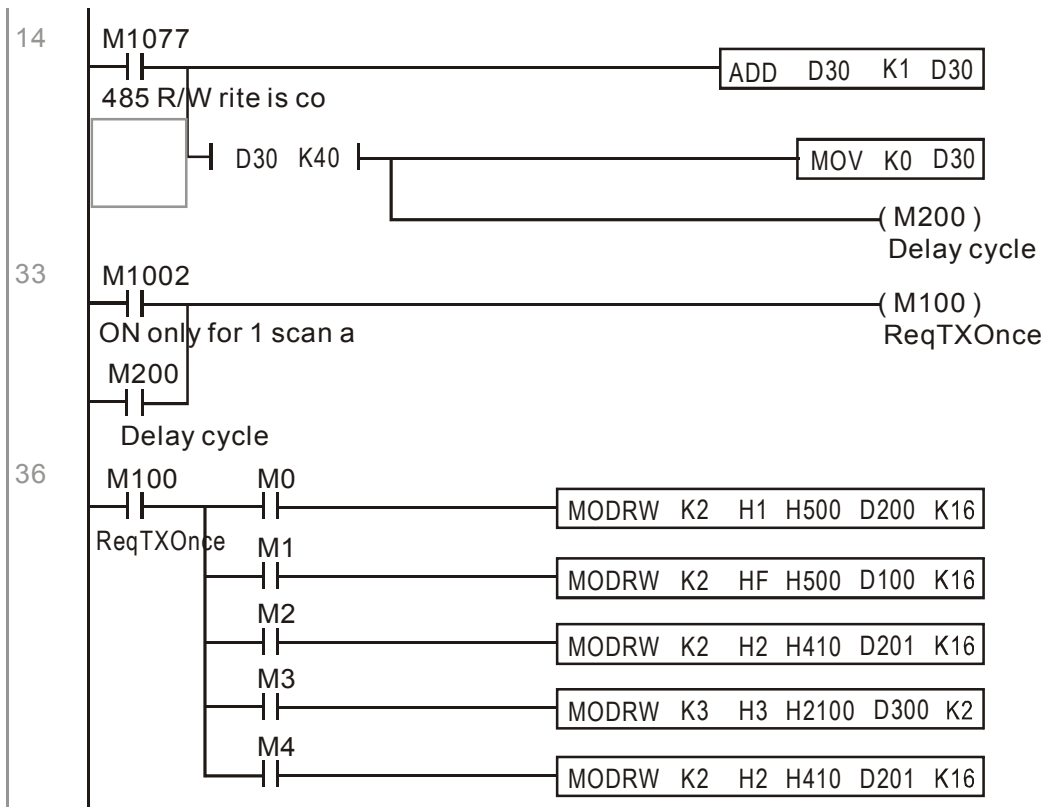 14
M1077
ADD D30 K1 D30
485 R/W rite is co
D30 K40
MOV K0 D30
( M200 )
Delay cycle
33
M1002
( M100 )
ON only for 1 scan a
ReqTXOnce
M200
Delay cycle
36
M100 M0
MODRW K2 H1 H500 D200 K16
ReqTXOnce
M1
MODRW K2 HF H500 D100 K16
M2
MODRW K2 H2 H410 D201 K16
M3
MODRW K3 H3 H2100 D300 K2
M4
MODRW K2 H2 H410 D201 K16